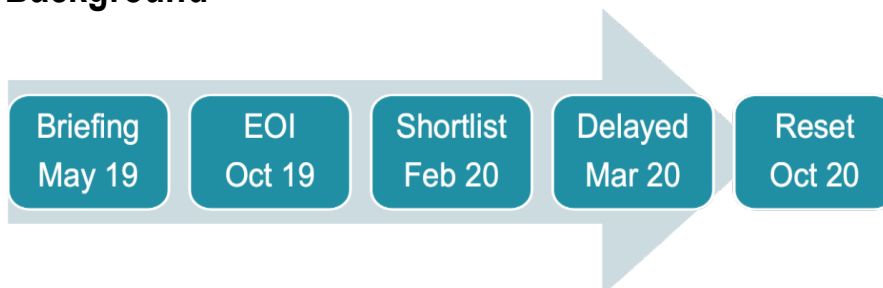 Background
Briefing
May 19
EOI
Oct 19
Shortlist
Feb 20
Delayed
Mar 20
Reset
Oct 20